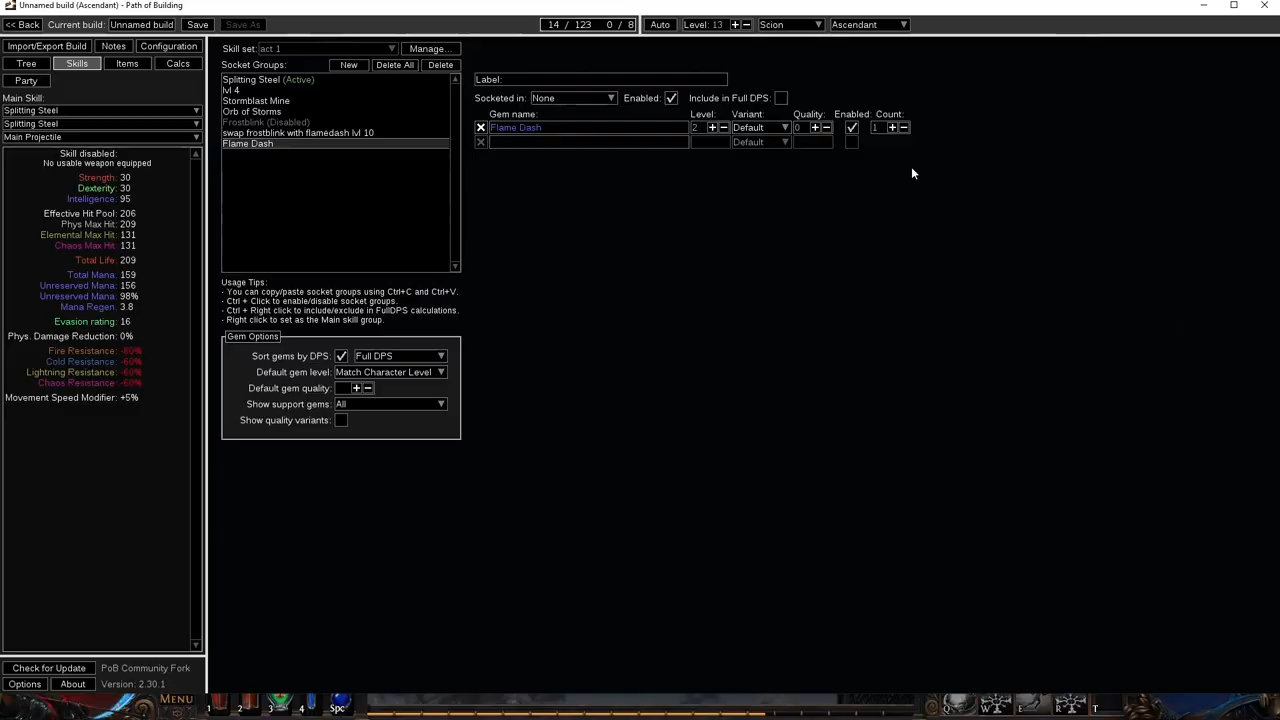 Unnamed build (Ascendant) - Path of Building
<< Back Current build: Unnamed build Save Save As 14 / 123 0 / 8 Auto Level: 13 Scion Ascendant
Import/Export Build Notes Configuration
Tree Skills Items Calcs
Party
Main Skill:
Splitting Steel
Splitting Steel
Main Projectile
Skill disabled:
No usable weapon equipped
Strength: 30
Dexterity: 30
Intelligence: 95
Effective Hit Pool: 206
Phys Max Hit: 209
Elemental Max Hit: 131
Chaos Max Hit: 131
Total Life: 209
Total Mana: 159
Unreserved Mana: 156
Unreserved Mana: 98%
Mana Regen: 3.8
Evasion rating: 16
Phys. Damage Reduction: 0%
Fire Resistance: -60%
Cold Resistance: -60%
Lightning Resistance: -60%
Chaos Resistance: -60%
Movement Speed Modifier: +5%
Check for Update PoB Community Fork
Options About Version: 2.30.1
Skill set: act 1 Manage...
Socket Groups: New Delete All Delete
Splitting Steel (Active)
lvl 4
Stormblast Mine
Orb of Storms
Frostblink (Disabled)
swap frostblink with flamedash lvl 10
Flame Dash
Usage Tips:
- You can copy/paste socket groups using Ctrl+C and Ctrl+V.
- Ctrl + Click to enable/disable socket groups.
- Ctrl + Right click to include/exclude in FullDPS calculations.
- Right click to set as the Main skill group.
Gem Options
Sort gems by DPS: Full DPS
Default gem level: Match Character Level
Default gem quality:
Show support gems: All
Show quality variants:
Label:
Socketed in: None Enabled: Include in Full DPS:
Gem name: Level: Variant: Quality: Enabled: Count:
Flame Dash 2 Default 0 1
Default
MENU 1 2 3 4 Spc Q W E R T